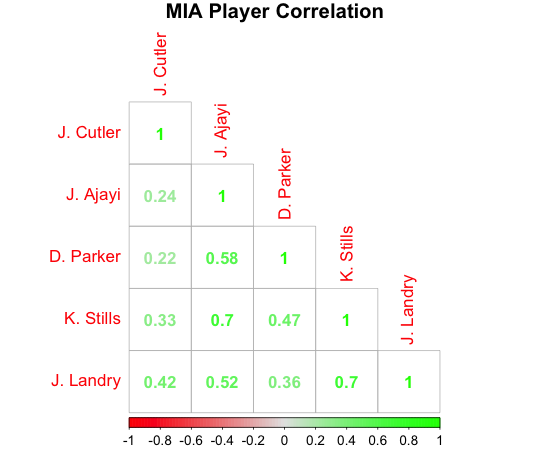 MIA Player Correlation
J. Cutler
J. Ajayi
D. Parker
K. Stills
J. Landry
J. Cutler 1
J. Ajayi 0.24 1
D. Parker 0.22 0.58 1
K. Stills 0.33 0.7 0.47 1
J. Landry 0.42 0.52 0.36 0.7 1
-1 -0.8 -0.6 -0.4 -0.2 0 0.2 0.4 0.6 0.8 1